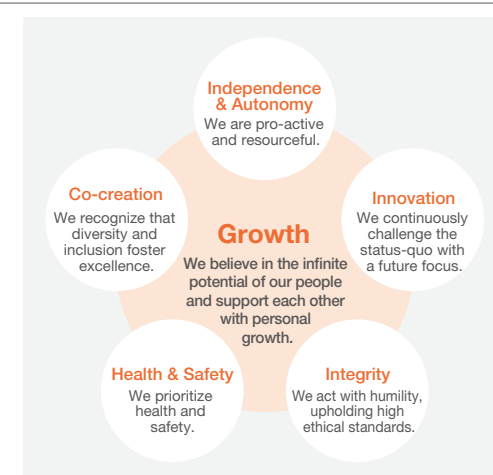 Independence
& Autonomy
We are pro-active
and resourceful.
Co-creation
We recognize that
diversity and
inclusion foster
excellence.
Innovation
We continuously
challenge the
status-quo with
a future focus.
Growth
We believe in the infinite
potential of our people
and support each other
with personal
growth.
Health & Safety
We prioritize
health and
safety.
Integrity
We act with humility,
upholding high
ethical standards.